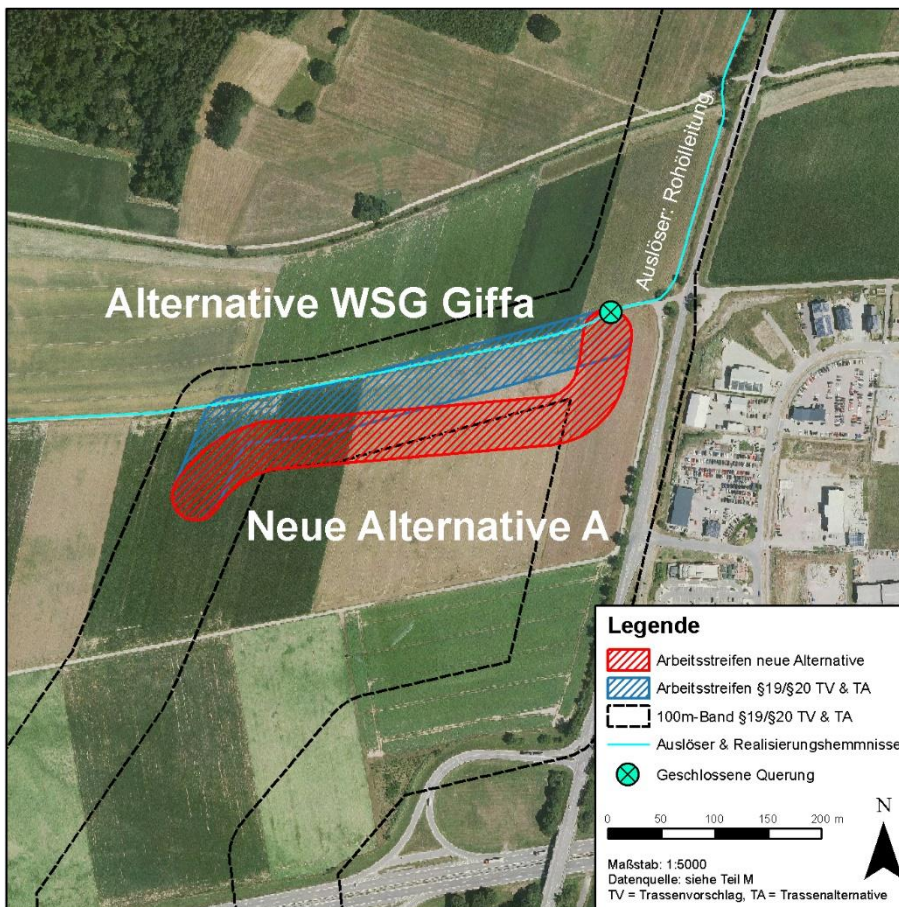 Auslöser: Rohölleitung
Alternative WSG Giffa
Neue Alternative A
Legende
Arbeitsstreifen neue Alternative
Arbeitsstreifen §19/§20 TV & TA
100m-Band §19/§20 TV & TA
Auslöser & Realisierungshemmnisse
Geschlossene Querung
0 50 100 200 m
N
Maßstab: 1:5000
Datenquelle: siehe Teil M
TV = Trassenvorschlag, TA = Trassenalternative